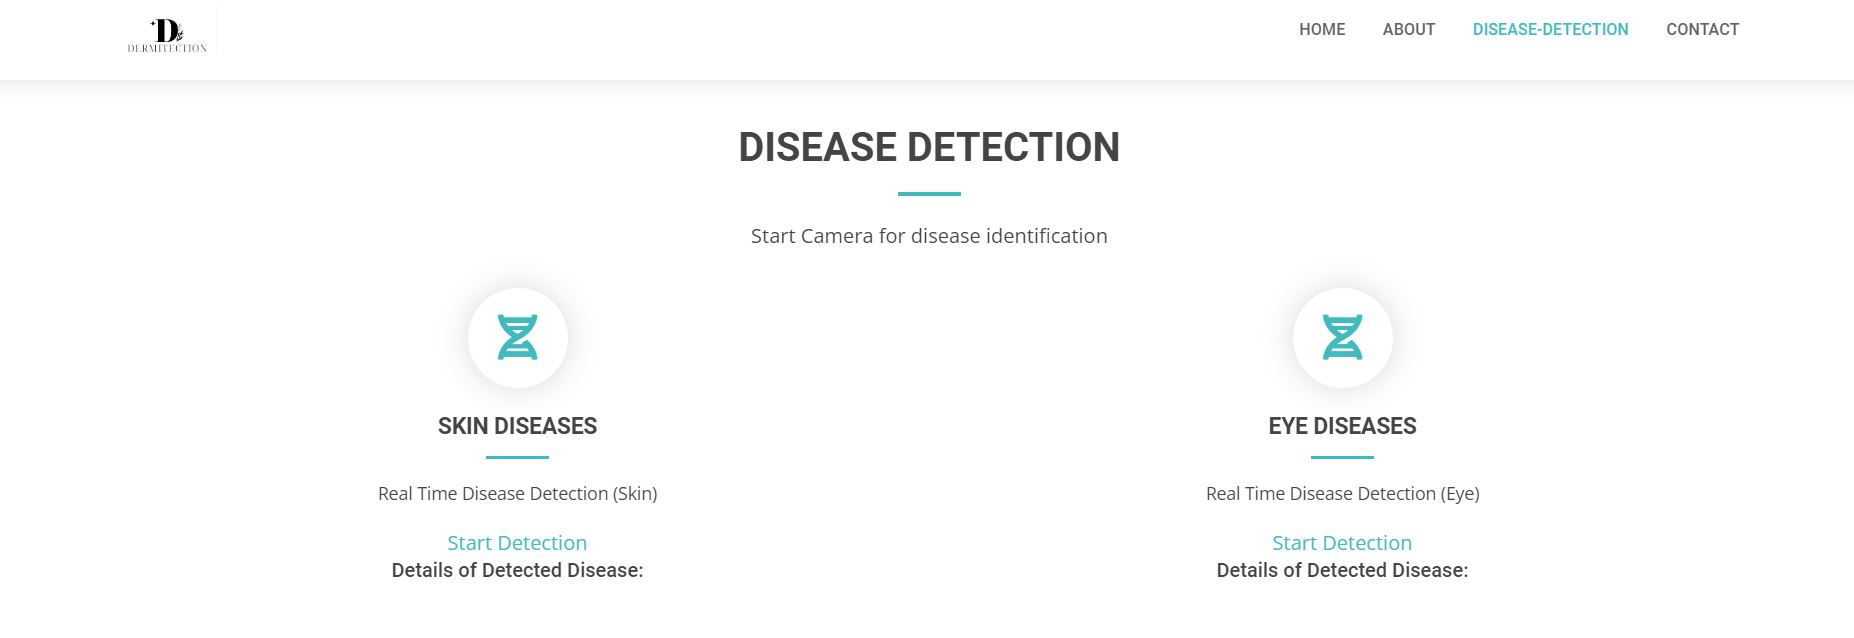 D
DERMITECTION
HOME
ABOUT
DISEASE-DETECTION
CONTACT
DISEASE DETECTION
Start Camera for disease identification
SKIN DISEASES
Real Time Disease Detection (Skin)
Start Detection
Details of Detected Disease:
EYE DISEASES
Real Time Disease Detection (Eye)
Start Detection
Details of Detected Disease: